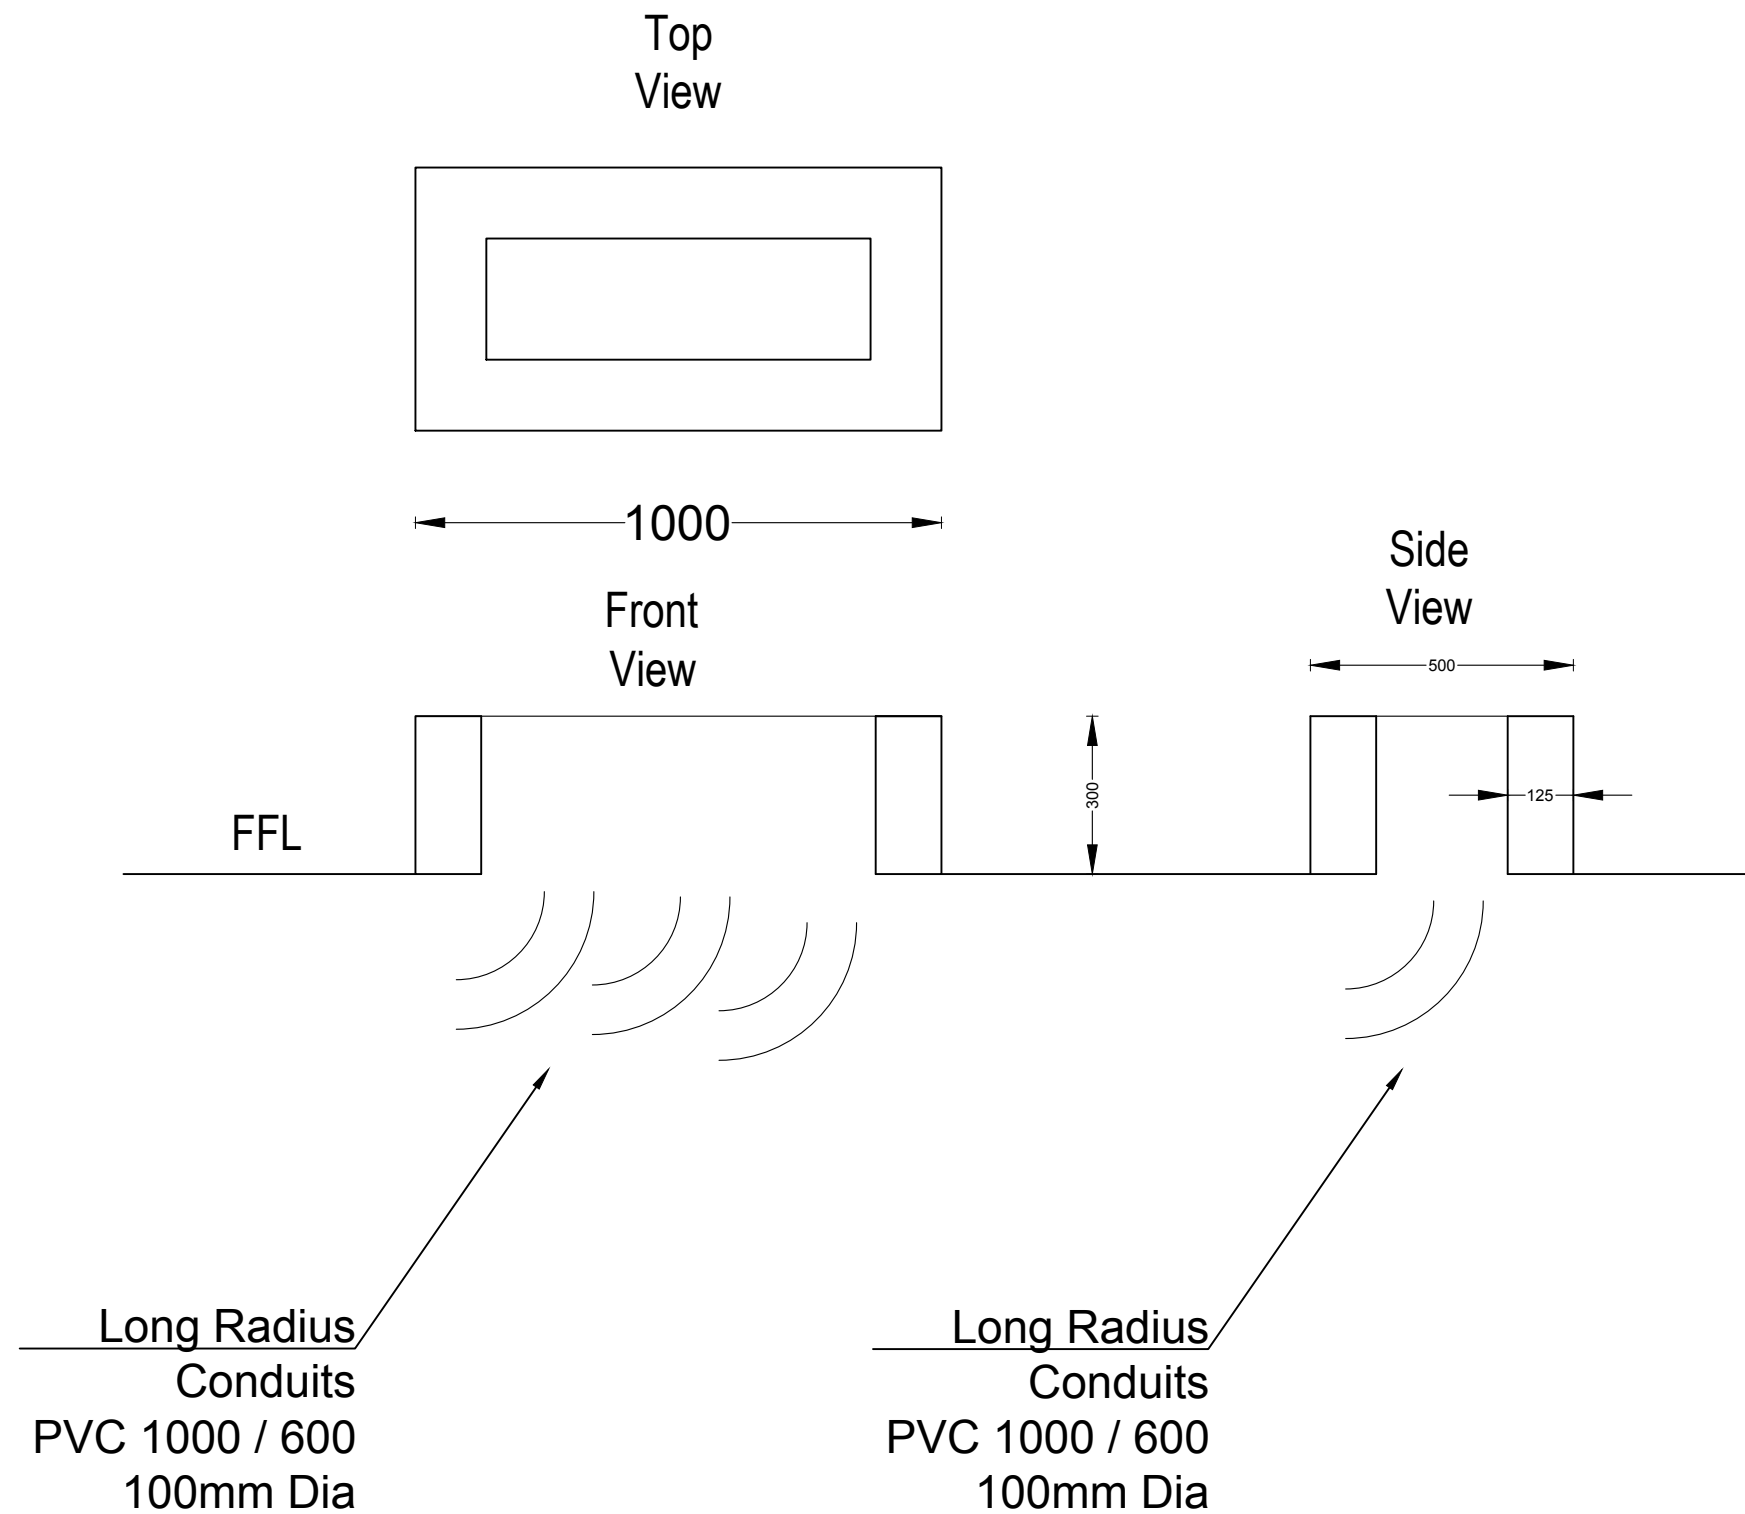 Top
View
1000
Front
View
Side
View
500
300
125
FFL
Long Radius
Conduits
PVC 1000 / 600
100mm Dia
Long Radius
Conduits
PVC 1000 / 600
100mm Dia